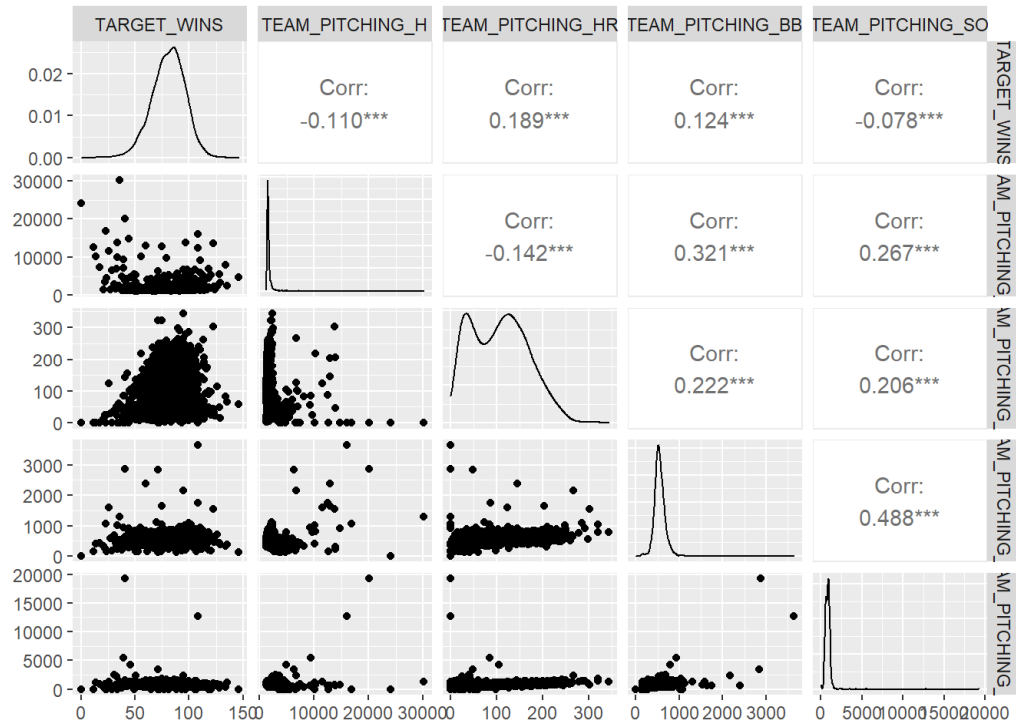 TARGET_WINS TEAM_PITCHING_H TEAM_PITCHING_HR TEAM_PITCHING_BB TEAM_PITCHING_SO
TARGET_WINS
0.02
0.01
0.00
Corr:
-0.110***
Corr:
0.189***
Corr:
0.124***
Corr:
-0.078***
AM_PITCHING_
30000
20000
10000
0
Corr:
-0.142***
Corr:
0.321***
Corr:
0.267***
AM_PITCHING_
300
200
100
0
Corr:
0.222***
Corr:
0.206***
AM_PITCHING_
3000
2000
1000
0
Corr:
0.488***
AM_PITCHING_
20000
15000
10000
5000
0
0 50 100 150
0 10000 20000 30000
0 100 200 300
0 1000 2000 3000
0 5000 10000 15000 20000